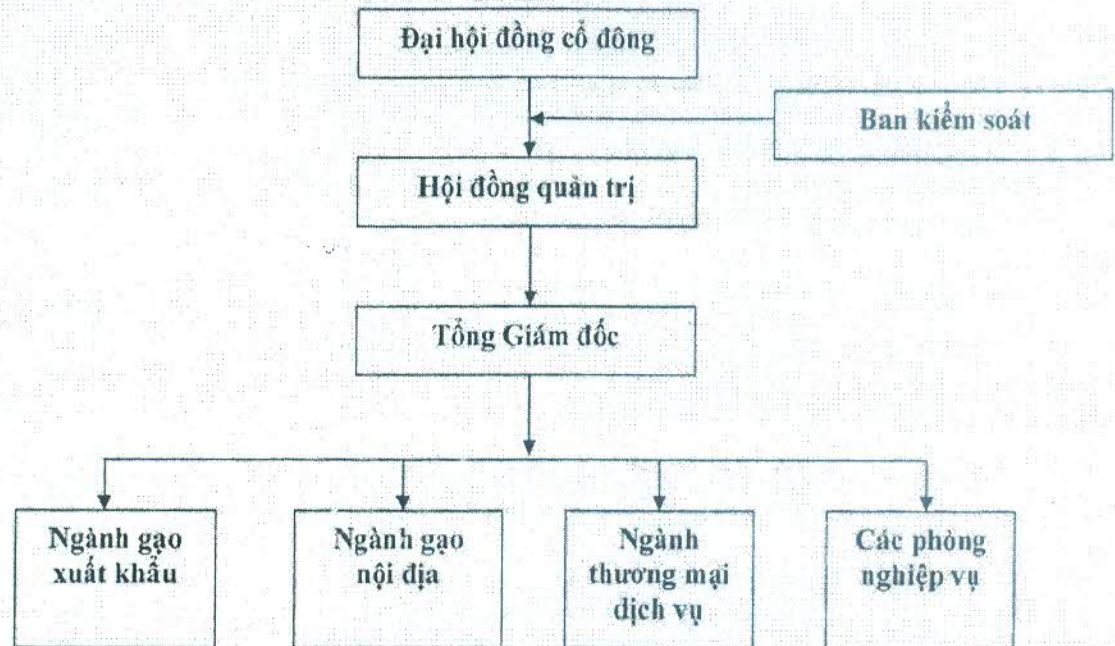 Đại hội đồng cổ đông
Ban kiểm soát
Hội đồng quản trị
Tổng Giám đốc
Ngành gạo
xuất khẩu
Ngành gạo
nội địa
Ngành
thương mại
dịch vụ
Các phòng
nghiệp vụ